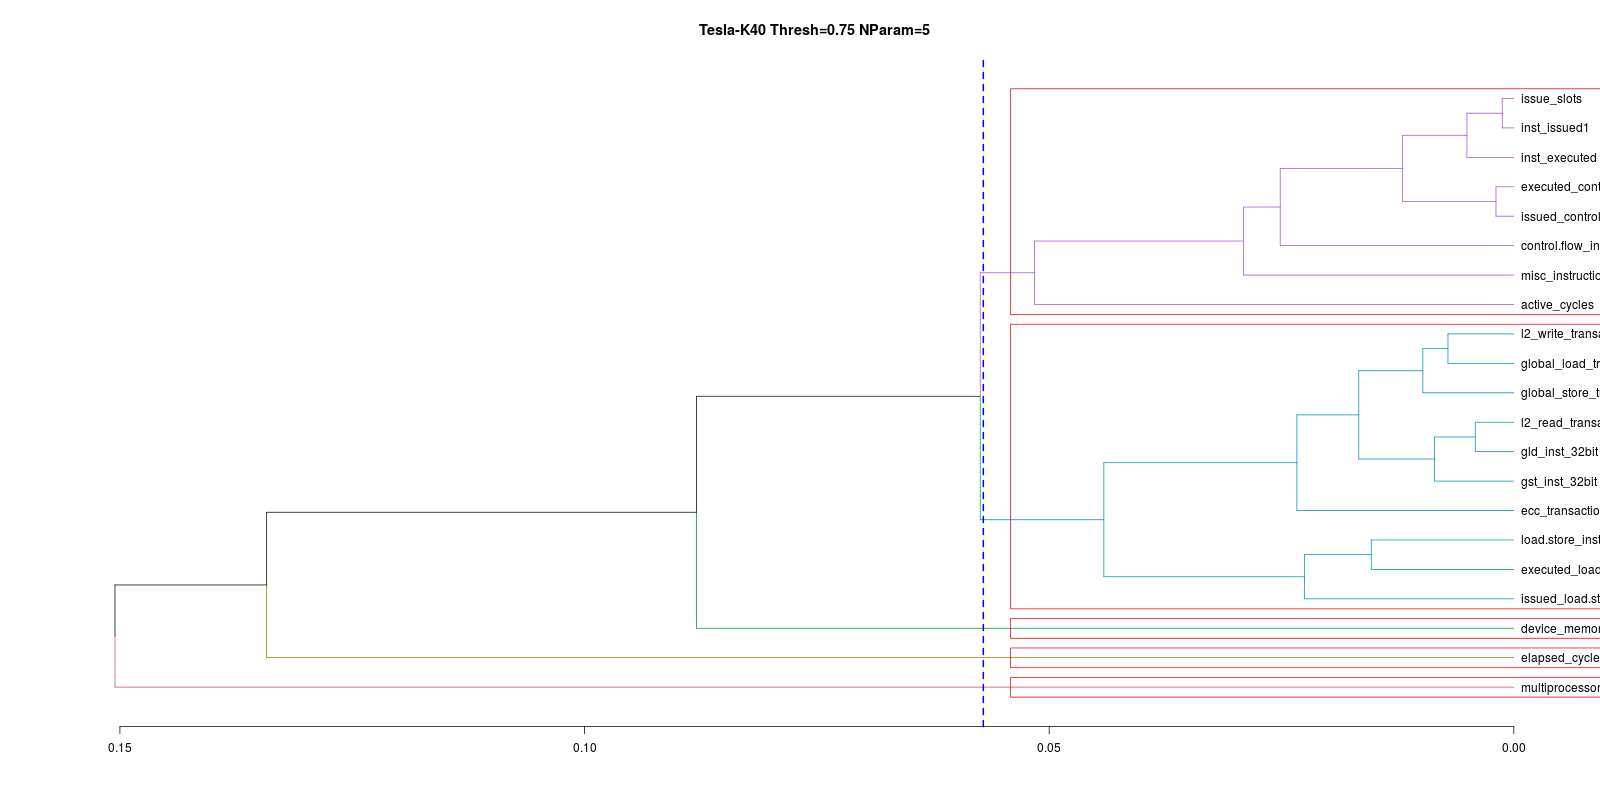 Tesla-K40 Thresh=0.75 NParam=5
issue_slots
inst_issued1
inst_executed
executed_cont
issued_control
control.flow_in
misc_instructio
active_cycles
l2_write_transa
global_load_tr
global_store_t
l2_read_transa
gld_inst_32bit
gst_inst_32bit
ecc_transactio
load.store_inst
executed_load
issued_load.st
device_memor
elapsed_cycle
multiprocessor
0.15 0.10 0.05 0.00